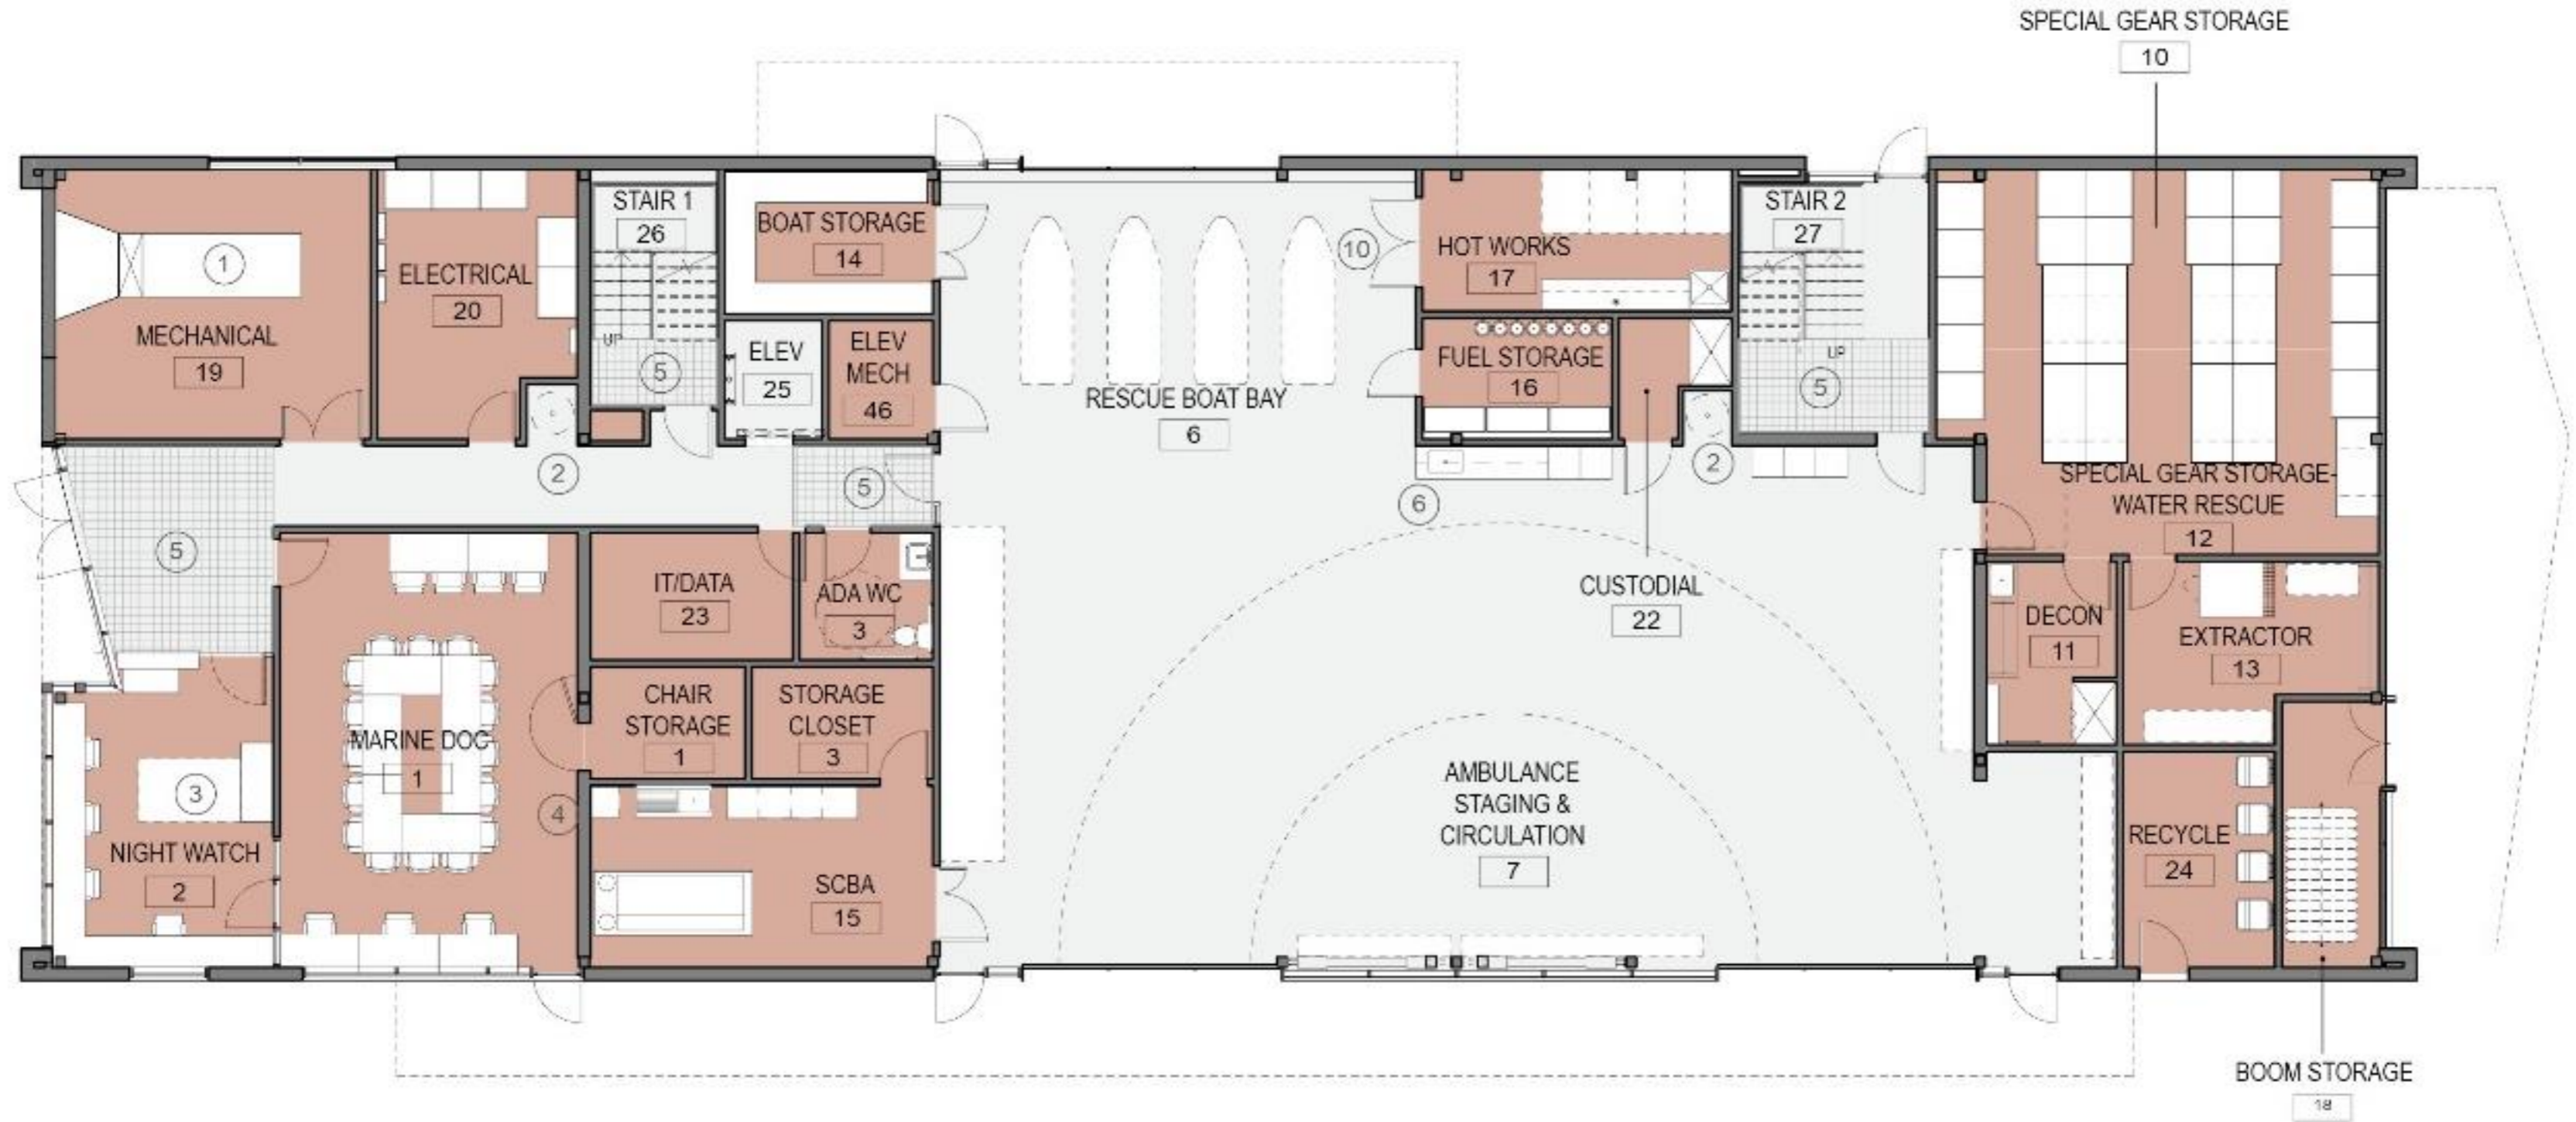 SPECIAL GEAR STORAGE
10
STAIR 1
26
BOAT STORAGE
14
1
ELECTRICAL
20
MECHANICAL
19
UP
5
ELEV
25
ELEV
MECH
46
2
5
5
RESCUE BOAT BAY
6
10
HOT WORKS
17
FUEL STORAGE
16
STAIR 2
27
UP
5
2
6
CUSTODIAL
22
SPECIAL GEAR STORAGE-
WATER RESCUE
12
DECON
11
EXTRACTOR
13
IT/DATA
23
ADA WC
3
CHAIR
STORAGE
1
STORAGE
CLOSET
3
MARINE DOC
1
3
NIGHT WATCH
2
4
SCBA
15
AMBULANCE
STAGING &
CIRCULATION
7
RECYCLE
24
BOOM STORAGE
18